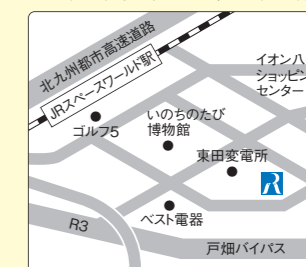 北九州都市高速道路
JRスペースワールド駅
イオン八
ショッピン
センター
ゴルフ5
いのちのたび
博物館
東田変電所
R
ベスト電器
R3
戸畑バイパス